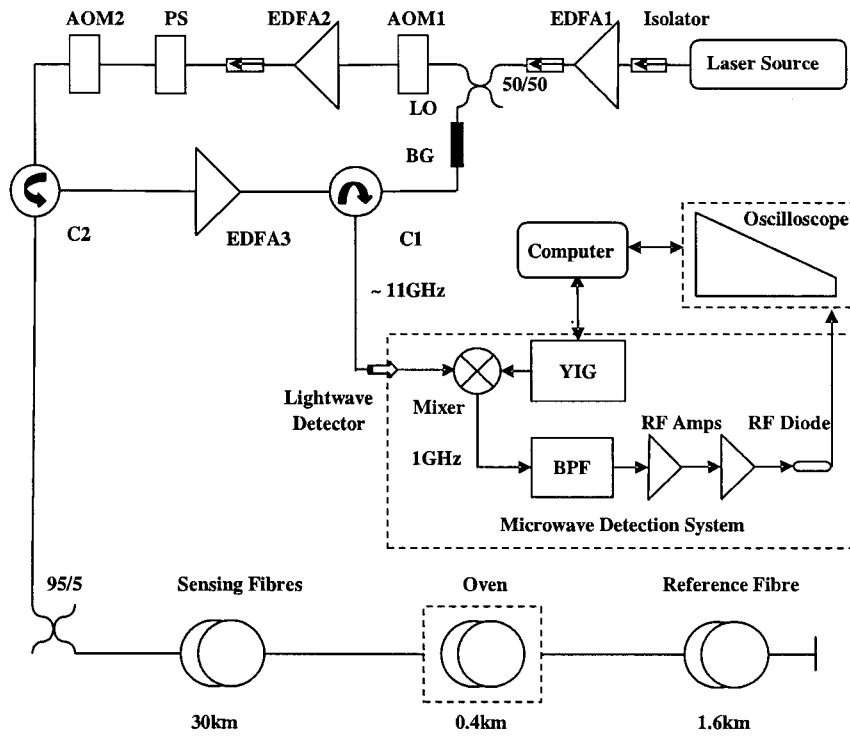 AOM2 PS EDFA2 AOM1 EDFA1 Isolator
Laser Source
50/50
LO
BG
C2
EDFA3
C1
~ 11GHz
Oscilloscope
Computer
YIG
Lightwave
Detector
Mixer
RF Amps RF Diode
1GHz
BPF
Microwave Detection System
95/5
Sensing Fibres Oven Reference Fibre
30km 0.4km 1.6km